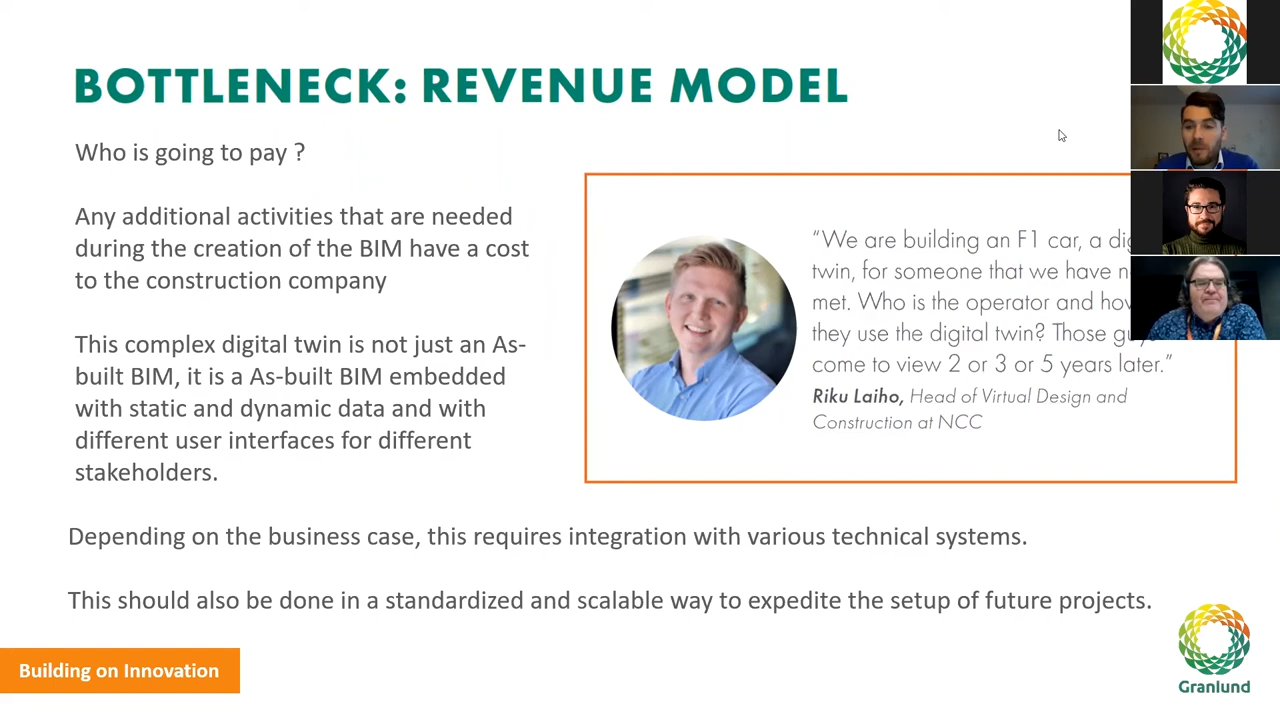 BOTTLENECK: REVENUE MODEL
Who is going to pay ?
Any additional activities that are needed
during the creation of the BIM have a cost
to the construction company
This complex digital twin is not just an As-
built BIM, it is a As-built BIM embedded
with static and dynamic data and with
different user interfaces for different
stakeholders.
“We are building an F1 car, a
twin, for someone that we have
met. Who is the operator and
they use the digital twin? Those
come to view 2 or 3 or 5 years later.”
Riku Laiho, Head of Virtual Design and
Construction at NCC
Depending on the business case, this requires integration with various technical systems.
This should also be done in a standardized and scalable way to expedite the setup of future projects.
Building on Innovation
Granlund